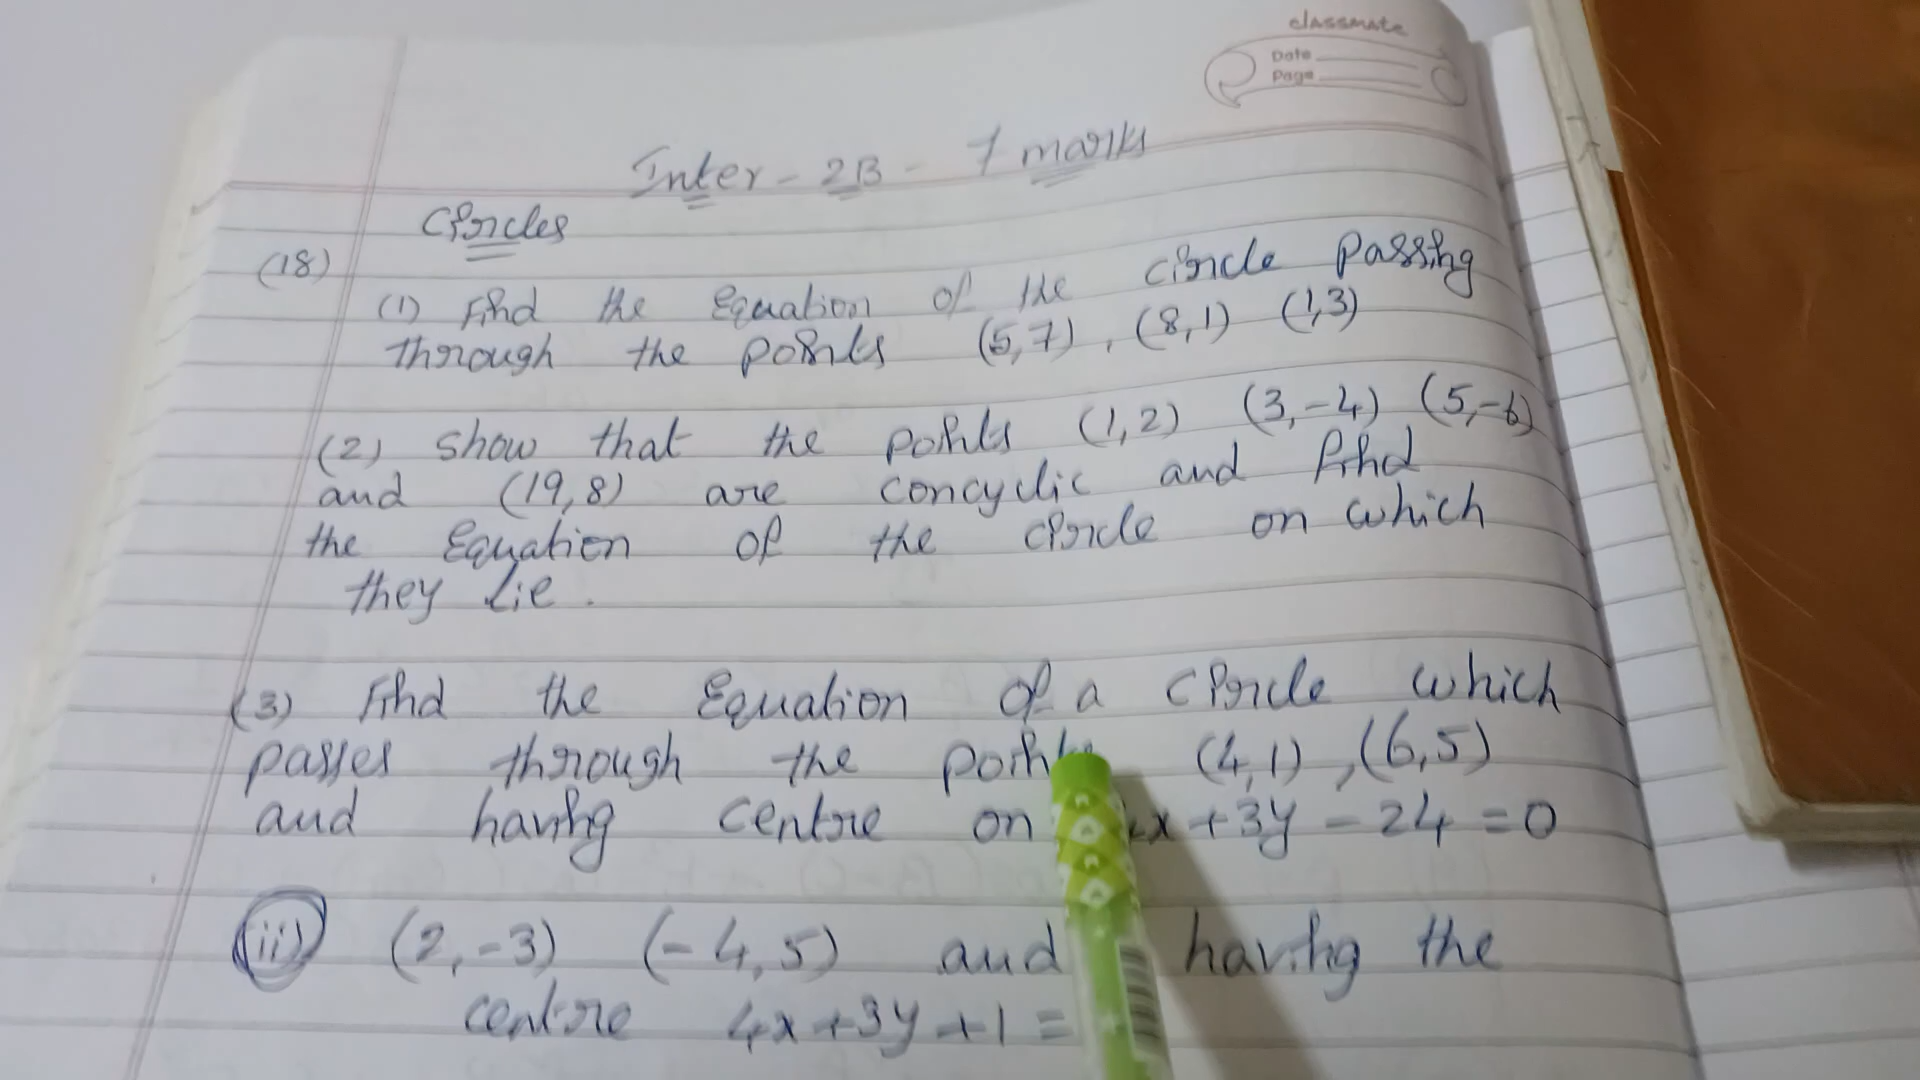 classmate
Date
Page
Inter - 2B - 7 marks
Circles
(18)
(1) Find the Equation of the circle passing
through the points (5,7), (8,1) (1,3)
(2) show that the points (1,2) (3,-4) (5,-6)
and (19,8) are concyclic and find
the Equation of the circle on which
they lie.
(3) Find the Equation of a circle which
passes through the points (4,1), (6,5)
and having centre on x+3y-24=0
(ii) (2,-3) (-4,5) and having the
centre 4x+3y+1=